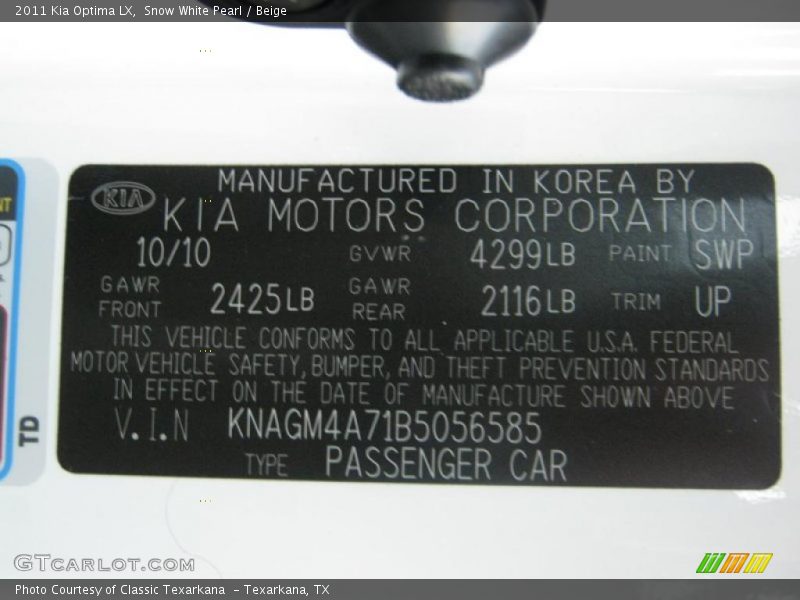 2011 Kia Optima LX, Snow White Pearl / Beige
MANUFACTURED IN KOREA BY
KIA KIA MOTORS CORPORATION
10/10 GVWR 4299LB PAINT SWP
GAWR FRONT 2425LB GAWR REAR 2116LB TRIM UP
THIS VEHICLE CONFORMS TO ALL APPLICABLE U.S.A. FEDERAL
MOTOR VEHICLE SAFETY, BUMPER, AND THEFT PREVENTION STANDARDS
IN EFFECT ON THE DATE OF MANUFACTURE SHOWN ABOVE
V.I.N KNAGM4A71B5056585
TYPE PASSENGER CAR
TD
GTCARLOT.COM
Photo Courtesy of Classic Texarkana - Texarkana, TX